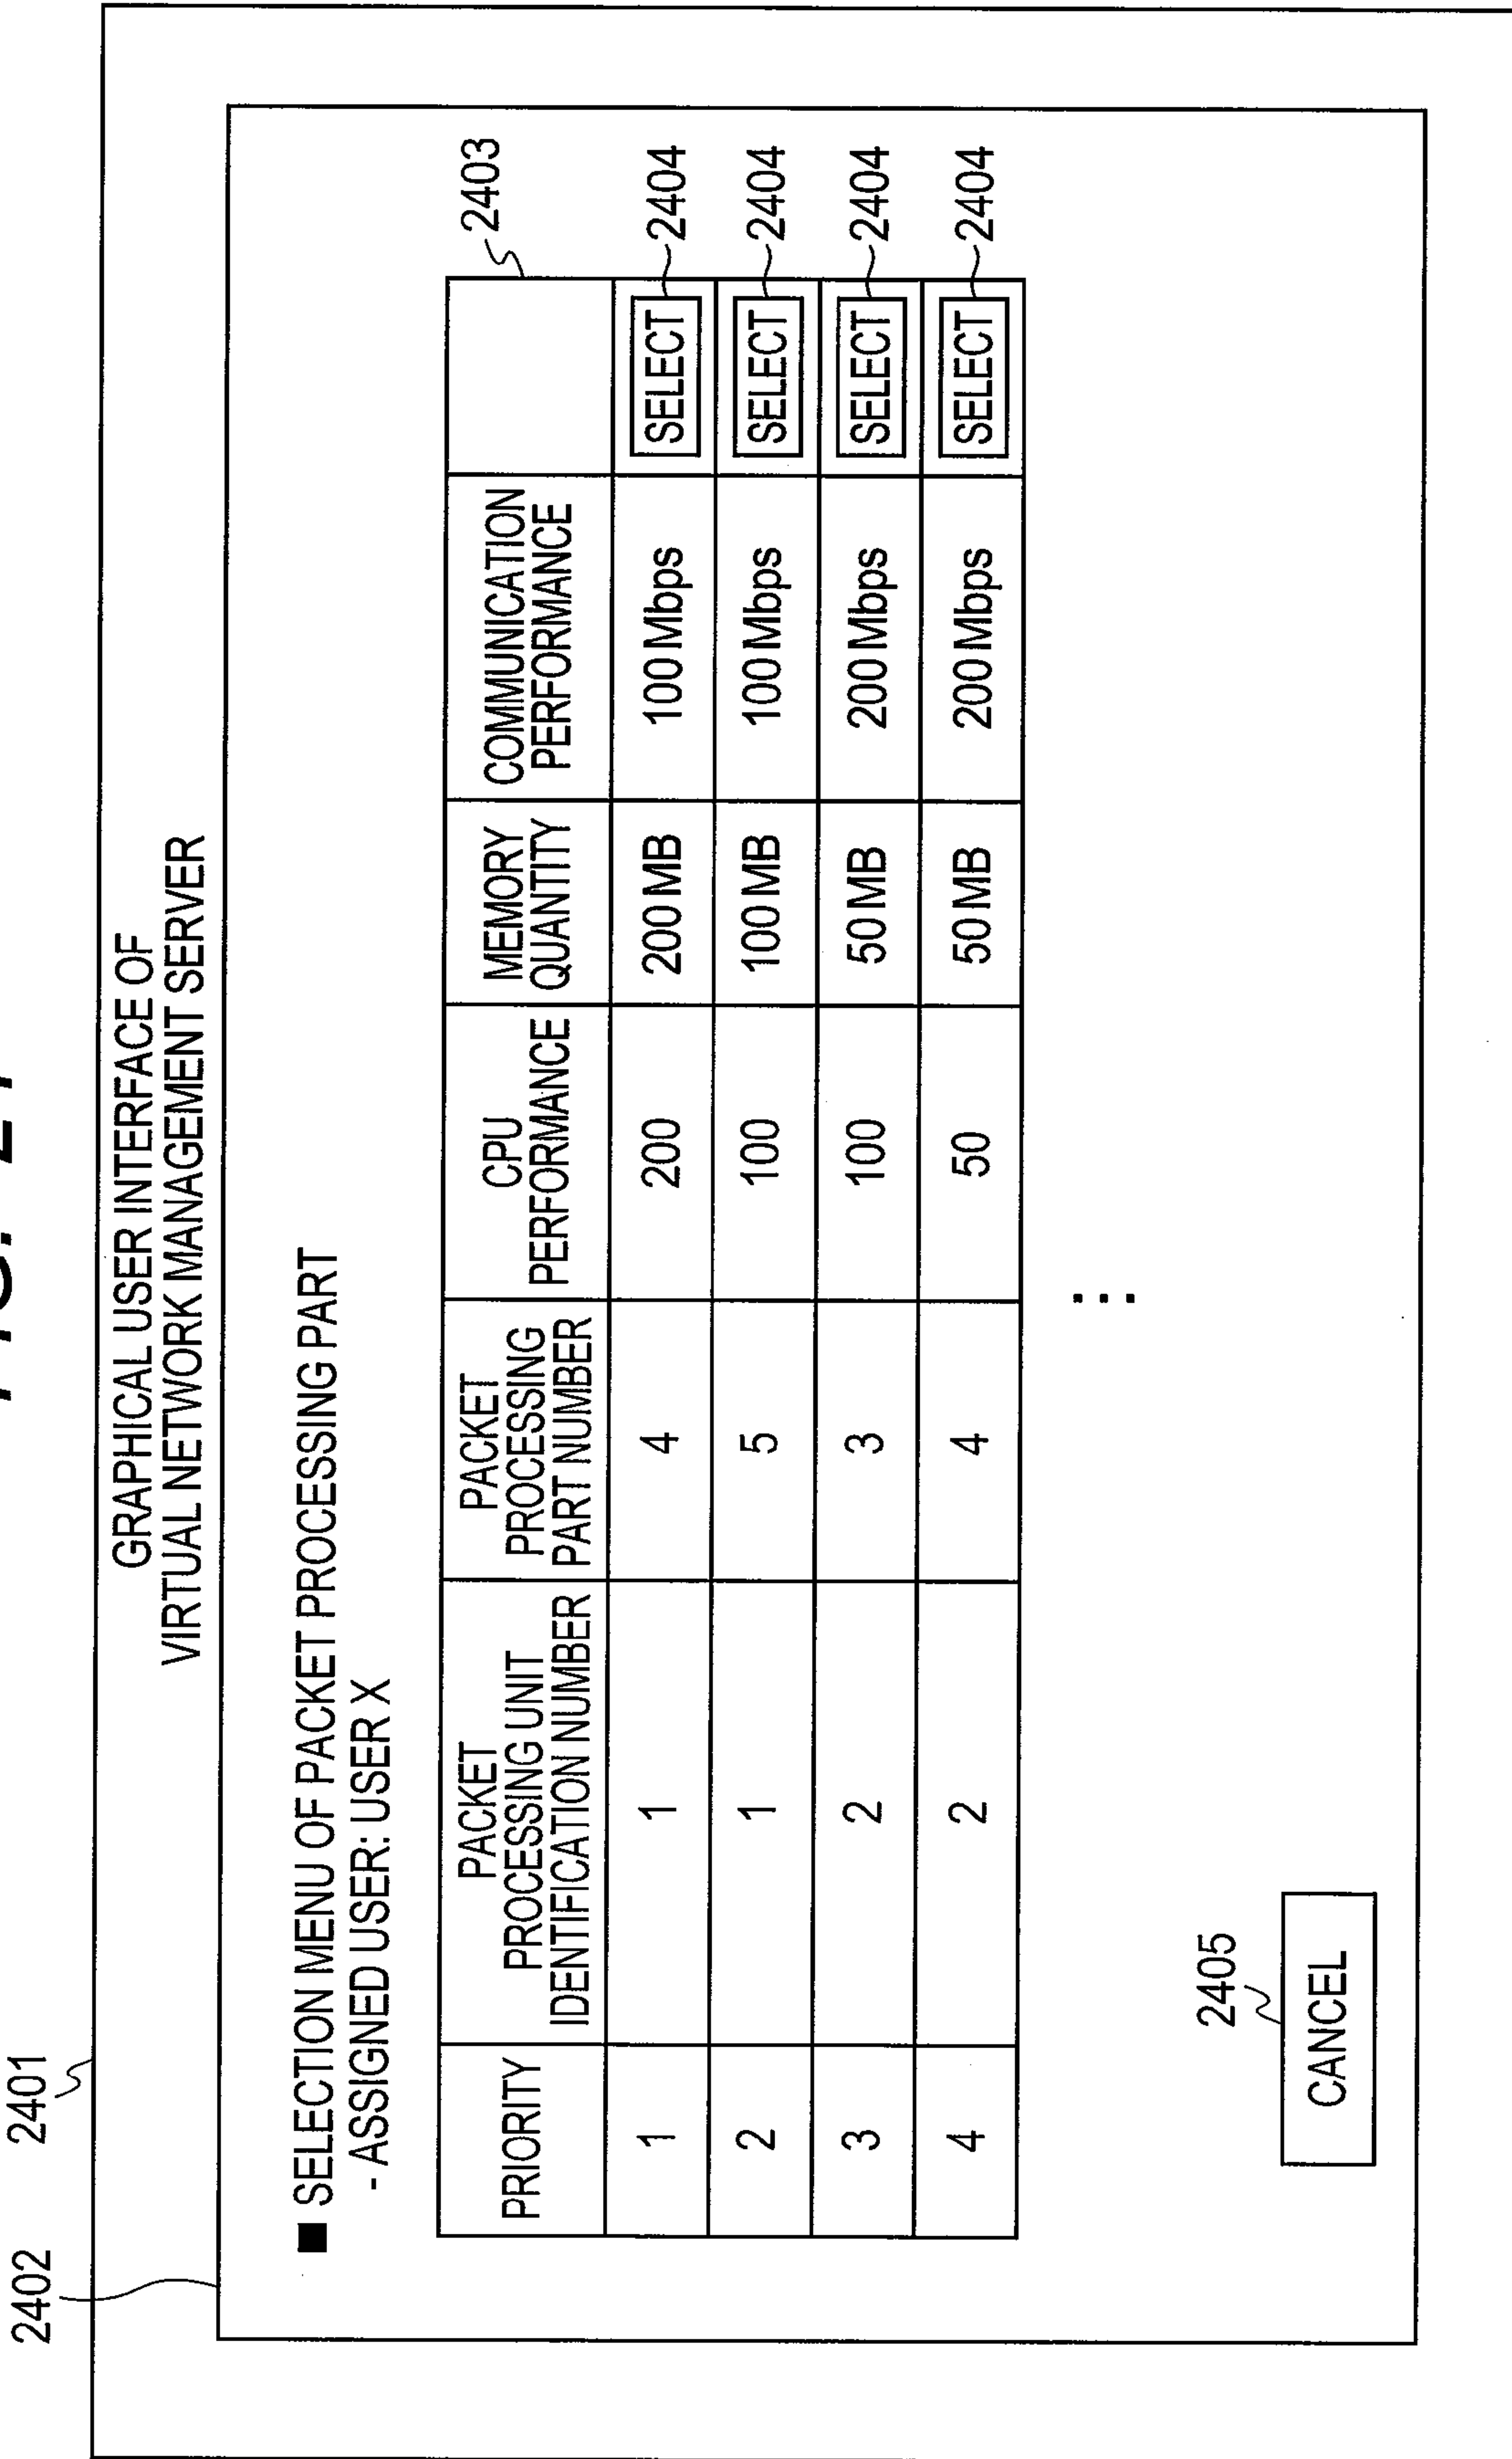 2402
2401
GRAPHICAL USER INTERFACE OF
VIRTUAL NETWORK MANAGEMENT SERVER
■ SELECTION MENU OF PACKET PROCESSING PART
- ASSIGNED USER: USER X
2403
PRIORITY
PACKET
PROCESSING UNIT
IDENTIFICATION NUMBER
PACKET
PROCESSING
PART NUMBER
CPU
PERFORMANCE
MEMORY
QUANTITY
COMMUNICATION
PERFORMANCE
1 1 4 200 200 MB 100 Mbps SELECT 2404
2 1 5 100 100 MB 100 Mbps SELECT 2404
3 2 3 100 50 MB 200 Mbps SELECT 2404
4 2 4 50 50 MB 200 Mbps SELECT 2404
2405
CANCEL